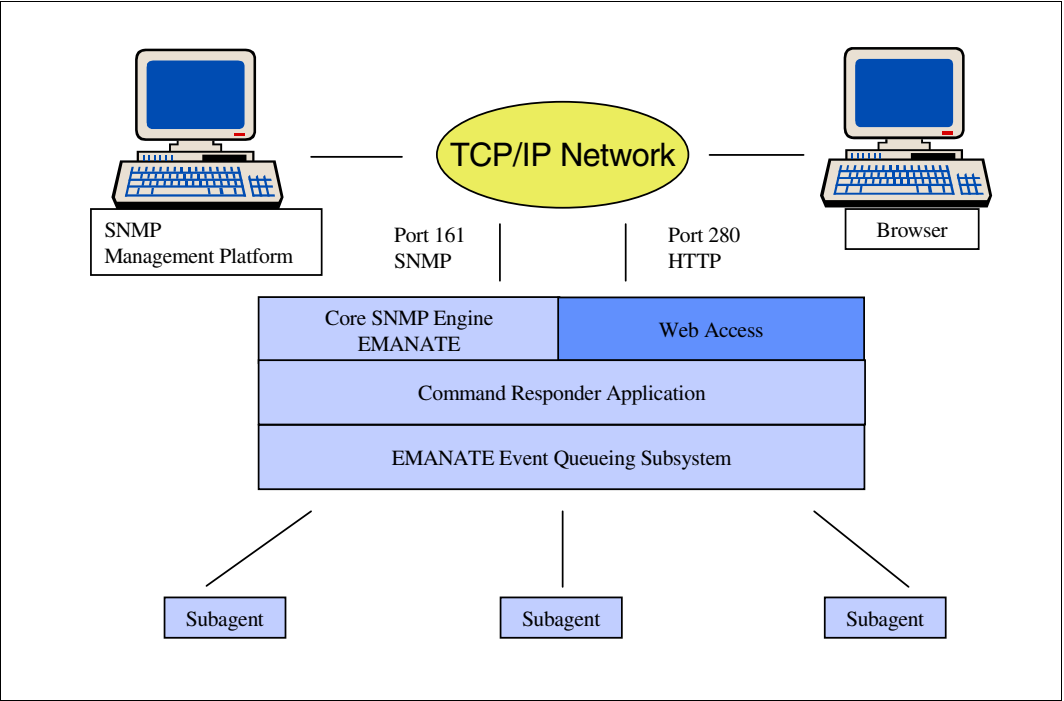 TCP/IP Network
SNMP
Management Platform
Port 161
SNMP
Port 280
HTTP
Browser
Core SNMP Engine
EMANATE
Web Access
Command Responder Application
EMANATE Event Queueing Subsystem
Subagent
Subagent
Subagent